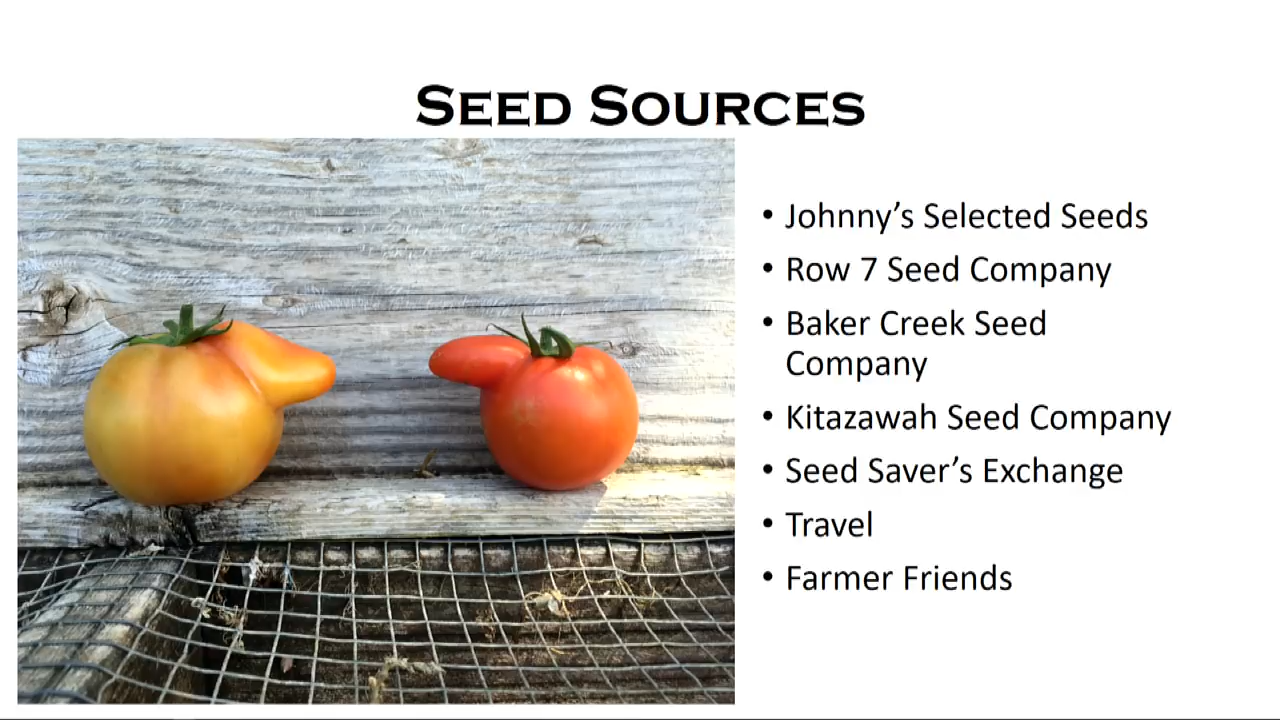 SEED SOURCES
• Johnny’s Selected Seeds
• Row 7 Seed Company
• Baker Creek Seed
Company
• Kitazawah Seed Company
• Seed Saver’s Exchange
• Travel
• Farmer Friends